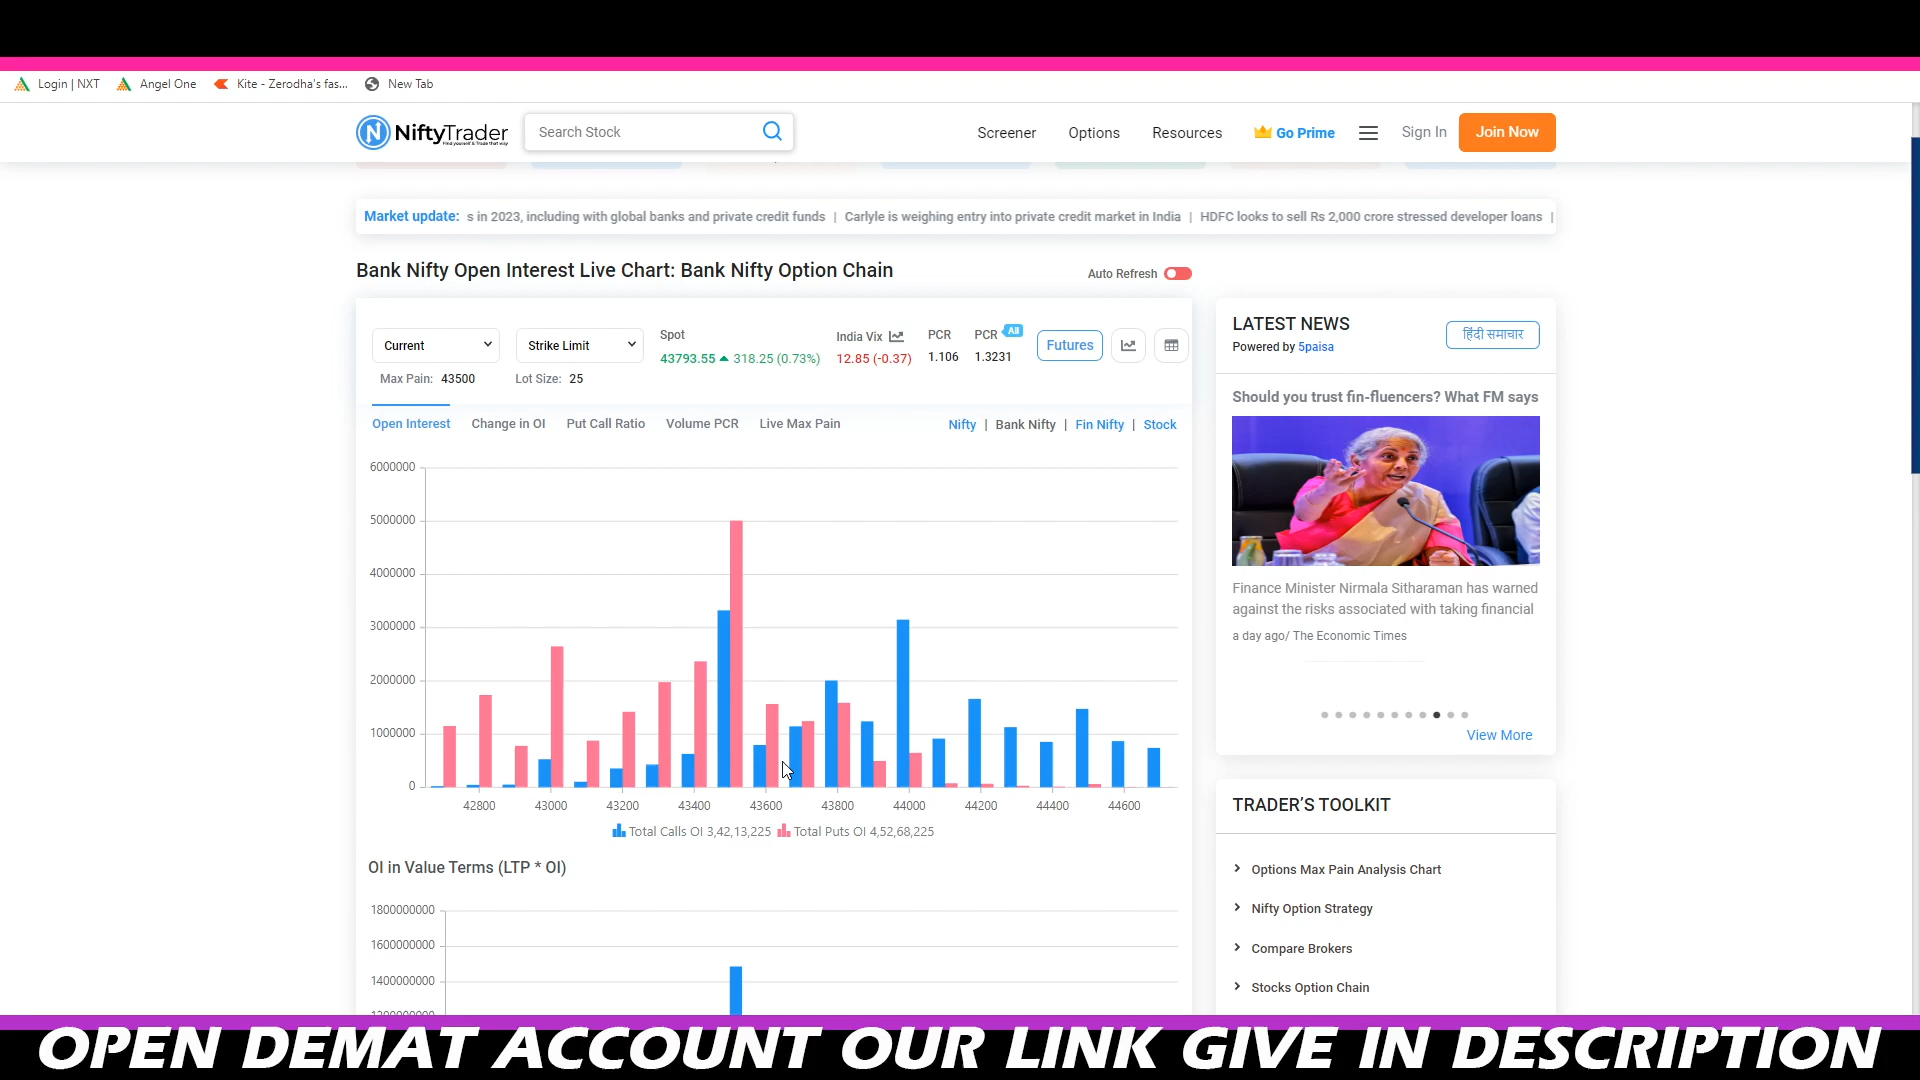 Login | NXT
Angel One
Kite - Zerodha's fas...
New Tab
NiftyTrader
Find yourself & Trade that way
Search Stock
Screener
Options
Resources
Go Prime
Sign In
Join Now
Market update: s in 2023, including with global banks and private credit funds | Carlyle is weighing entry into private credit market in India | HDFC looks to sell Rs 2,000 crore stressed developer loans |
Bank Nifty Open Interest Live Chart: Bank Nifty Option Chain
Auto Refresh
Current
Strike Limit
Spot
43793.55 318.25 (0.73%)
India Vix
12.85 (-0.37)
PCR
1.106
PCR All
1.3231
Futures
Max Pain: 43500
Lot Size: 25
Open Interest
Change in OI
Put Call Ratio
Volume PCR
Live Max Pain
Nifty | Bank Nifty | Fin Nifty | Stock
6000000
5000000
4000000
3000000
2000000
1000000
0
42800 43000 43200 43400 43600 43800 44000 44200 44400 44600
Total Calls OI 3,42,13,225 Total Puts OI 4,52,68,225
OI in Value Terms (LTP * OI)
1800000000
1600000000
1400000000
1200000000
LATEST NEWS
Powered by 5paisa
हिंदी समाचार
Should you trust fin-fluencers? What FM says
Finance Minister Nirmala Sitharaman has warned
against the risks associated with taking financial
a day ago/ The Economic Times
View More
TRADER'S TOOLKIT
Options Max Pain Analysis Chart
Nifty Option Strategy
Compare Brokers
Stocks Option Chain
OPEN DEMAT ACCOUNT OUR LINK GIVE IN DESCRIPTION